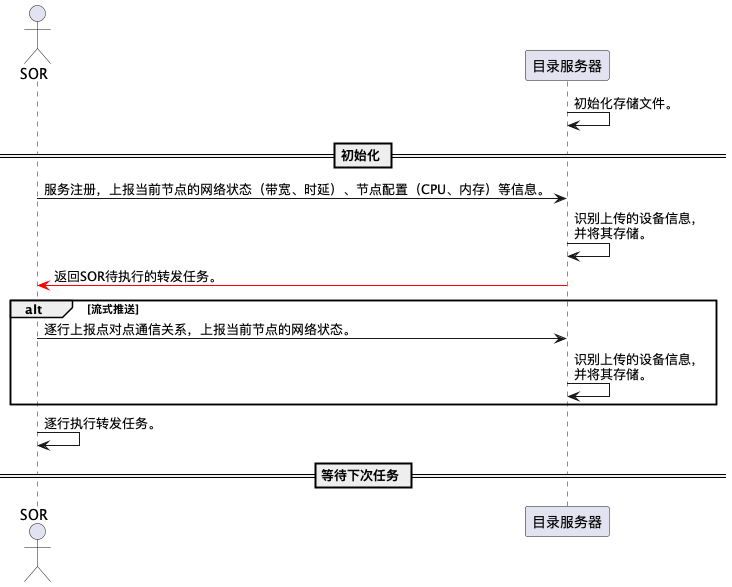 SOR
目录服务器
初始化存储文件。
初始化
服务注册，上报当前节点的网络状态（带宽、时延）、节点配置（CPU、内存）等信息。
识别上传的设备信息，
并将其存储。
返回SOR待执行的转发任务。
alt [流式推送]
逐行上报点对点通信关系，上报当前节点的网络状态。
识别上传的设备信息，
并将其存储。
逐行执行转发任务。
等待下次任务
SOR
目录服务器